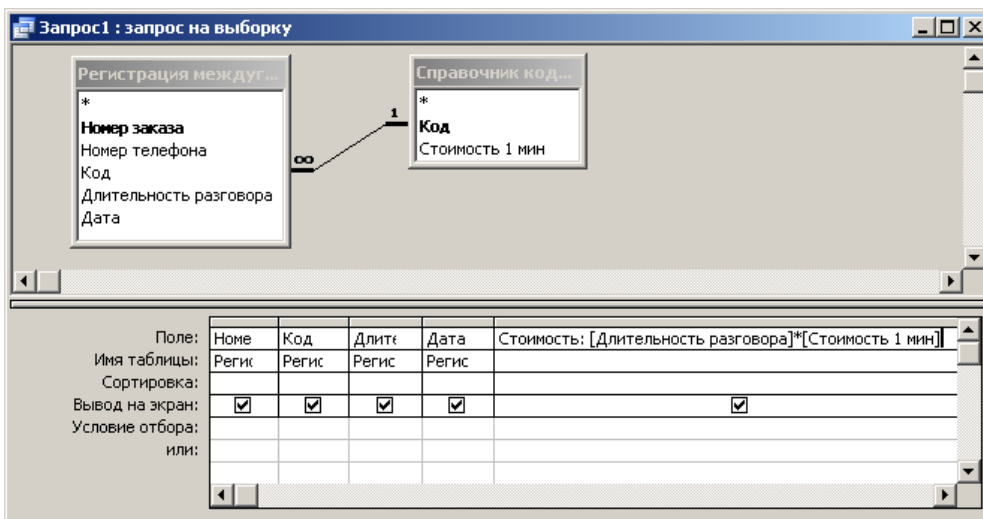 Запрос1 : запрос на выборку
Регистрация междуг...
*
Номер заказа
Номер телефона
Код
Длительность разговора
Дата
∞
1
Справочник код...
*
Код
Стоимость 1 мин
Поле: Номе Код Длите Дата Стоимость: [Длительность разговора]*[Стоимость 1 мин]
Имя таблицы: Регис Регис Регис Регис
Сортировка:
Вывод на экран:
Условие отбора:
или: